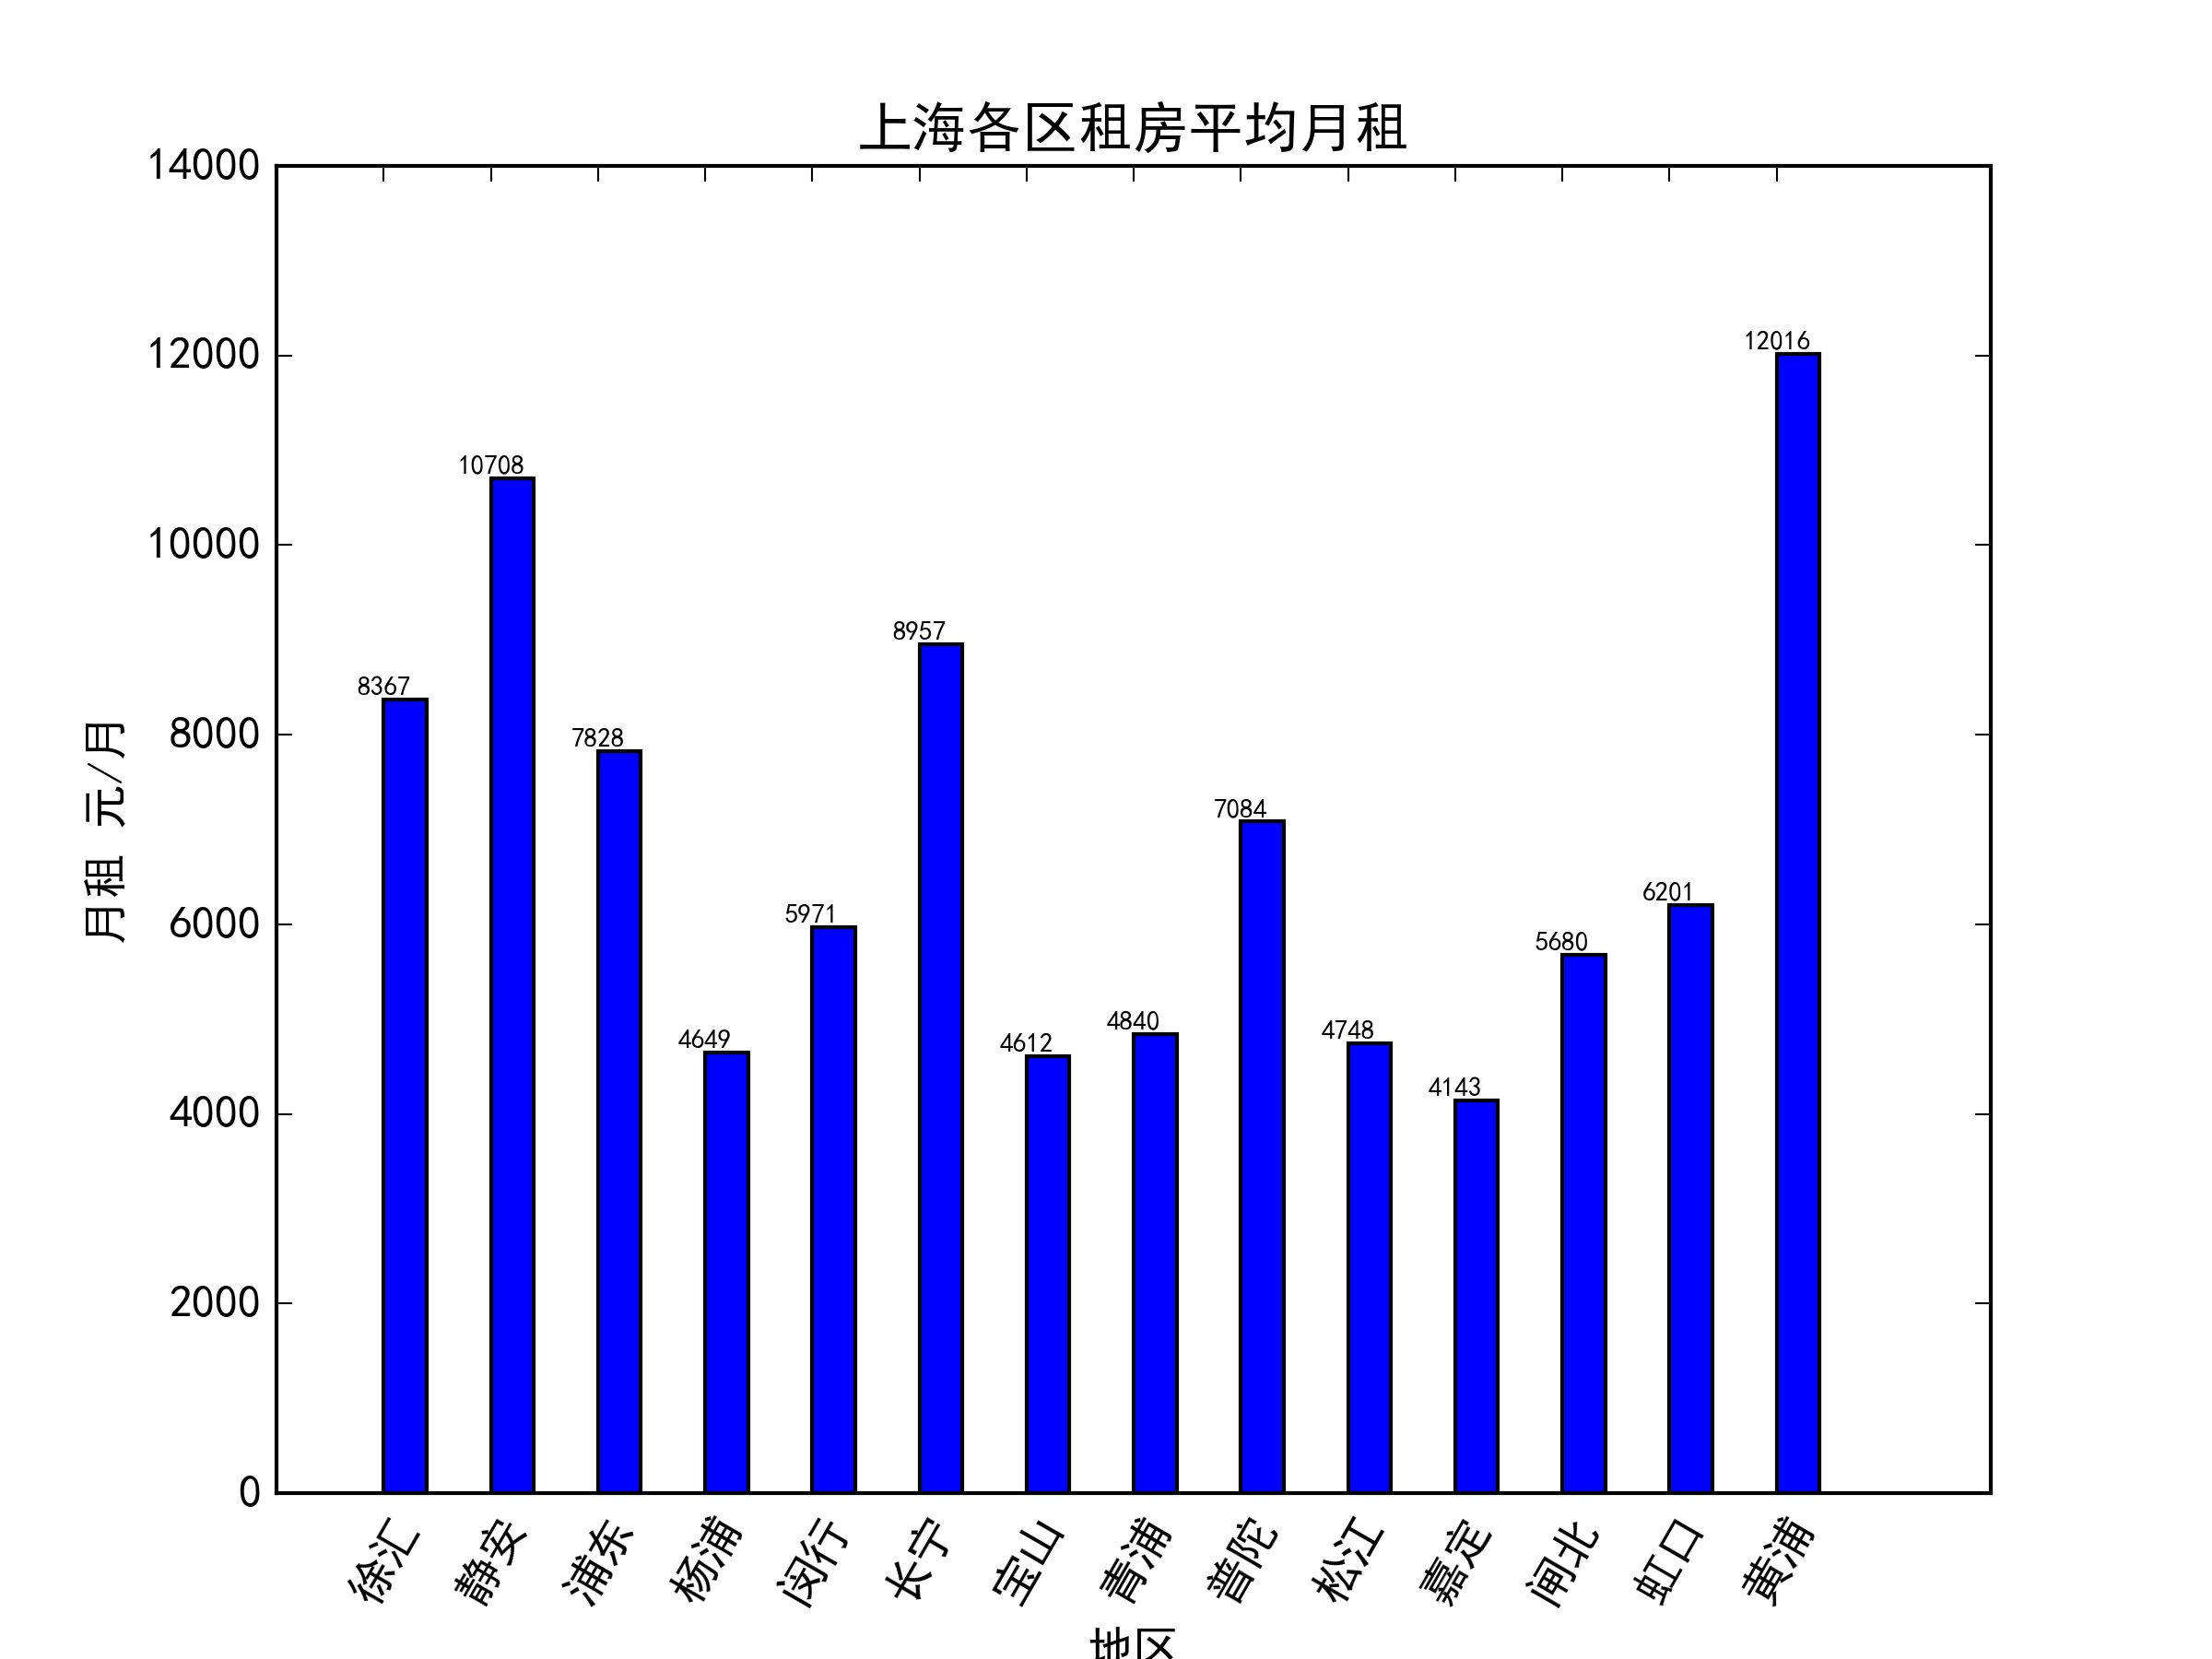 上海各区租房平均月租
14000
12000
10000
8000
6000
4000
2000
0
月租 元/月
8367
10708
7828
4649
5971
8957
4612
4840
7084
4748
4143
5680
6201
12016
徐汇
静安
浦东
杨浦
闵行
长宁
宝山
青浦
普陀
松江
嘉定
闸北
虹口
黄浦
地区